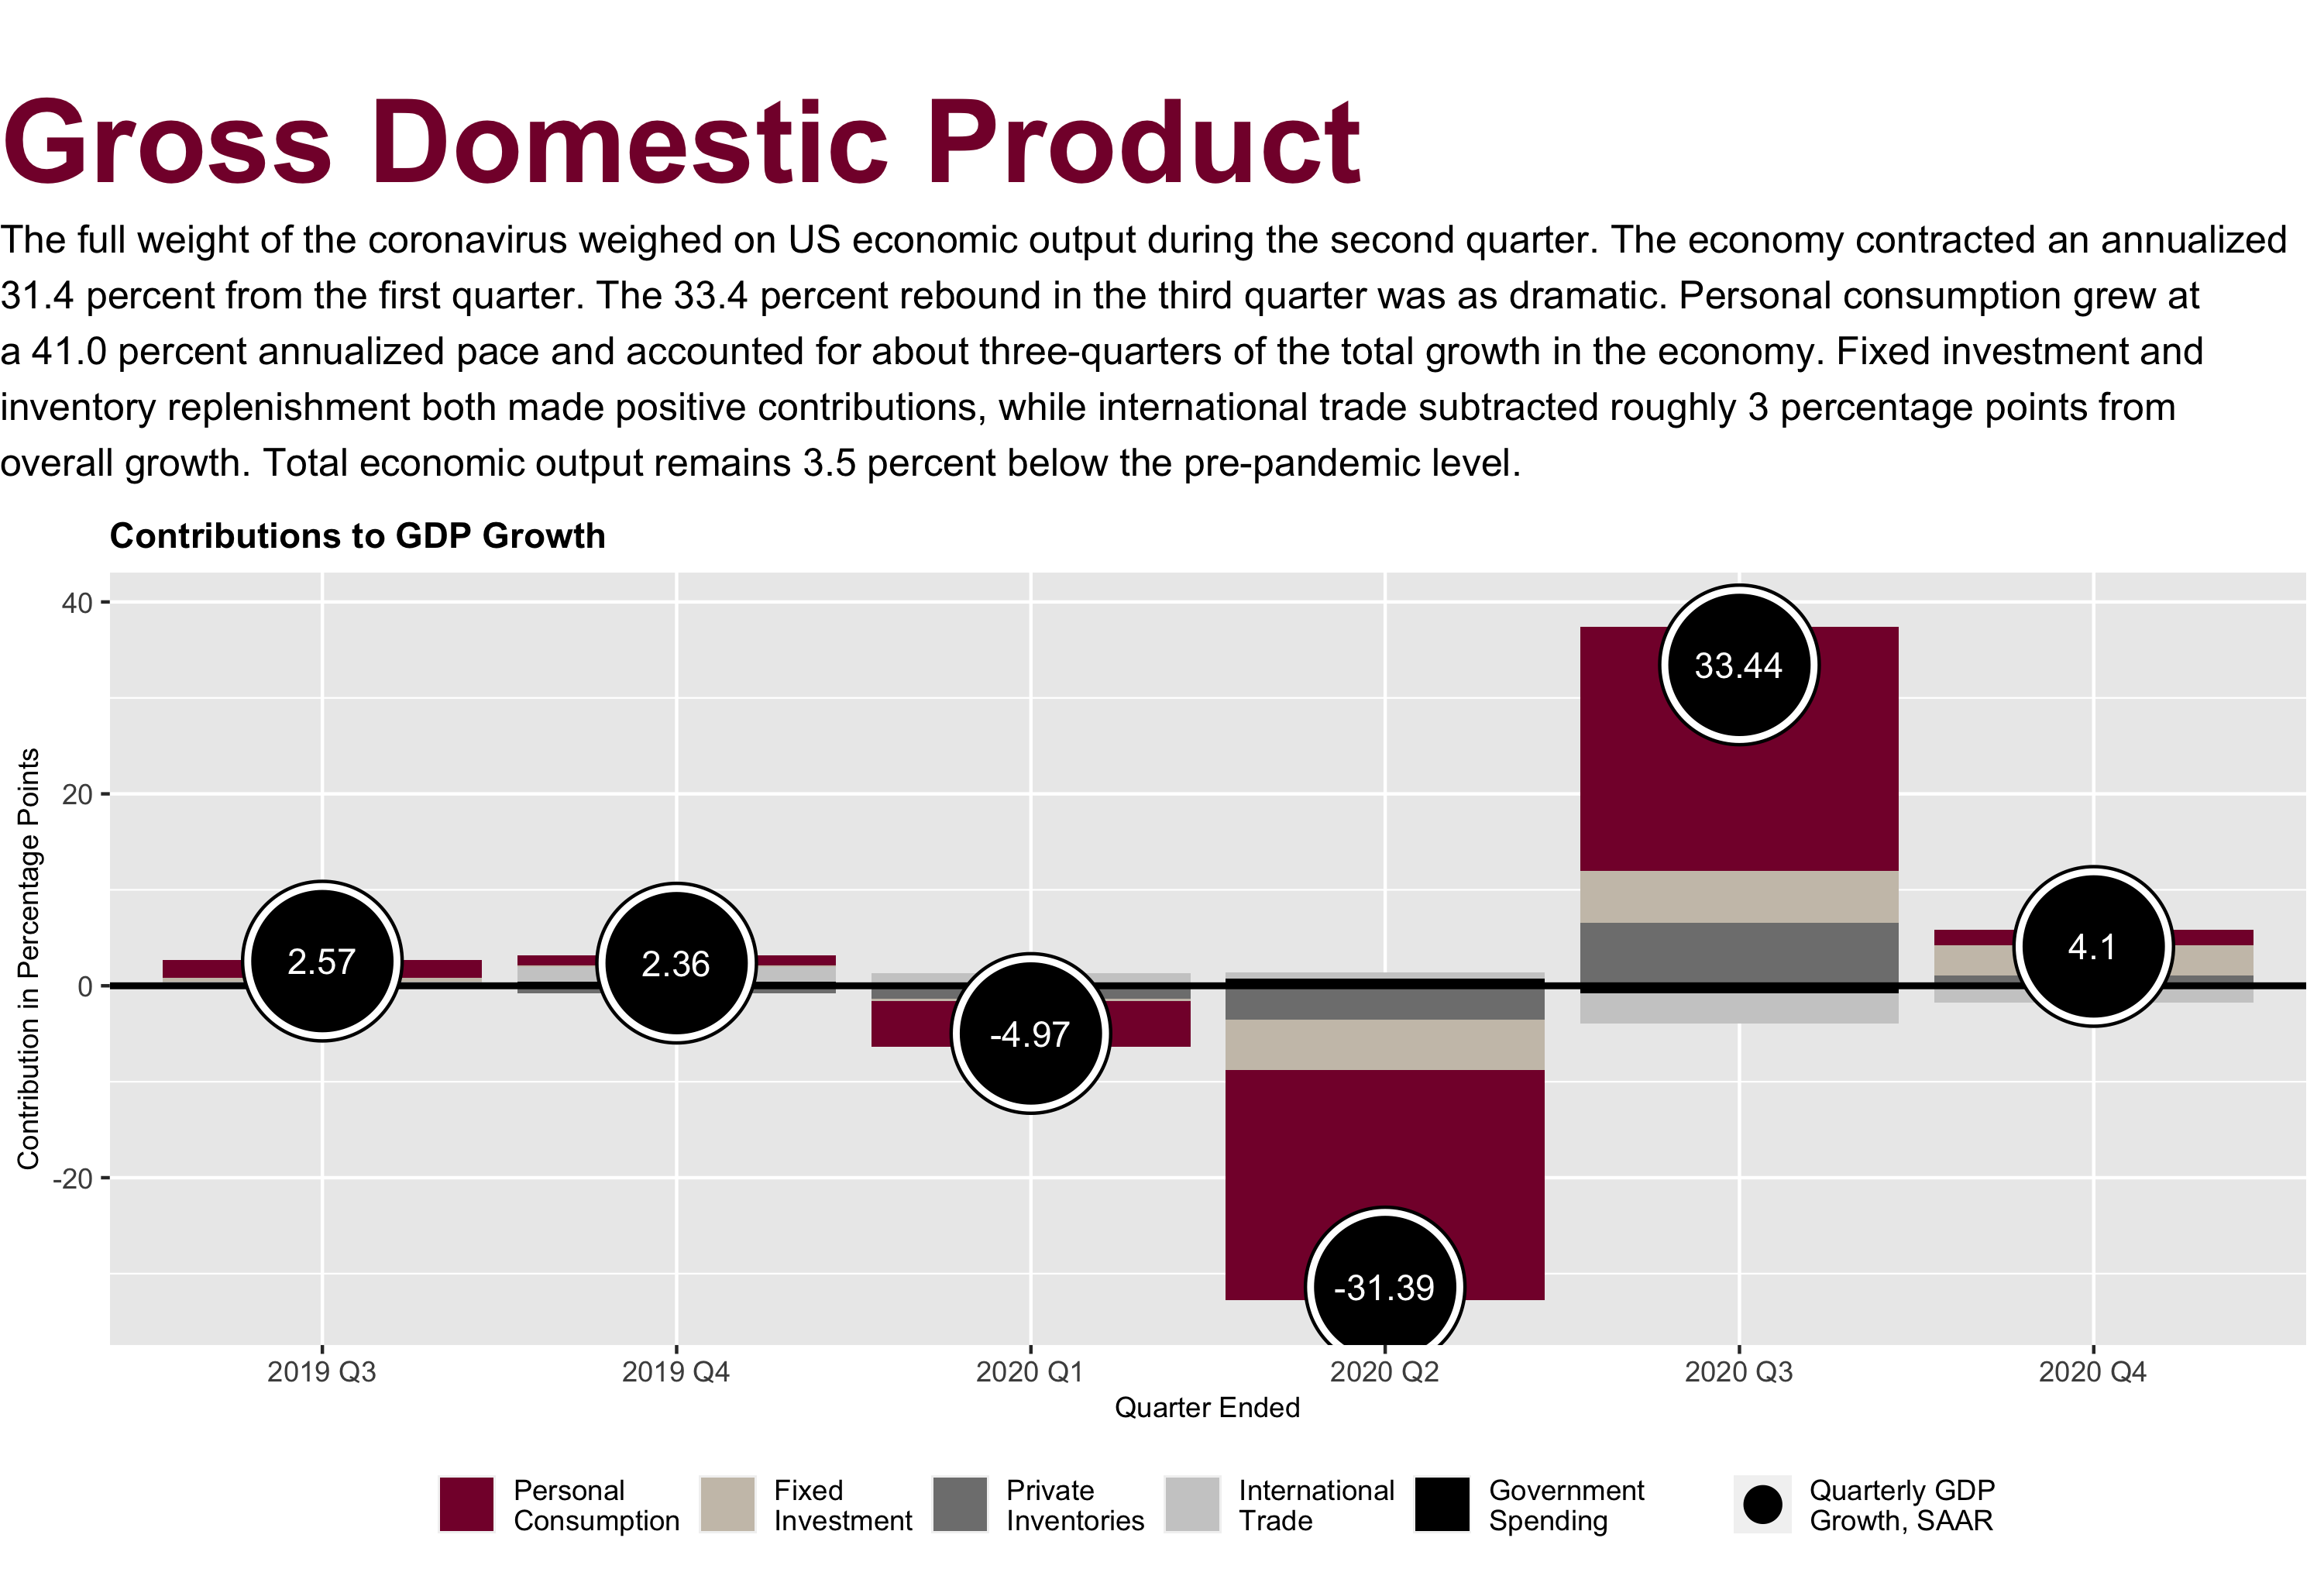 Gross Domestic Product
The full weight of the coronavirus weighed on US economic output during the second quarter. The economy contracted an annualized
31.4 percent from the first quarter. The 33.4 percent rebound in the third quarter was as dramatic. Personal consumption grew at
a 41.0 percent annualized pace and accounted for about three-quarters of the total growth in the economy. Fixed investment and
inventory replenishment both made positive contributions, while international trade subtracted roughly 3 percentage points from
overall growth. Total economic output remains 3.5 percent below the pre-pandemic level.
Contributions to GDP Growth
Contribution in Percentage Points
40
20
0
-20
2.57
2.36
-4.97
-31.39
33.44
4.1
2019 Q3
2019 Q4
2020 Q1
2020 Q2
2020 Q3
2020 Q4
Quarter Ended
Personal
Consumption
Fixed
Investment
Private
Inventories
International
Trade
Government
Spending
Quarterly GDP
Growth, SAAR